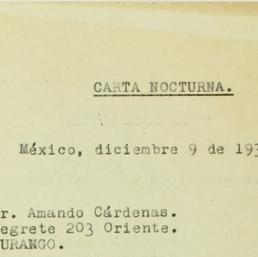 CARTA NOCTURNA.
México, diciembre 9 de 193
r. Amando Cárdenas.
egrete 203 Oriente.
URANGO.